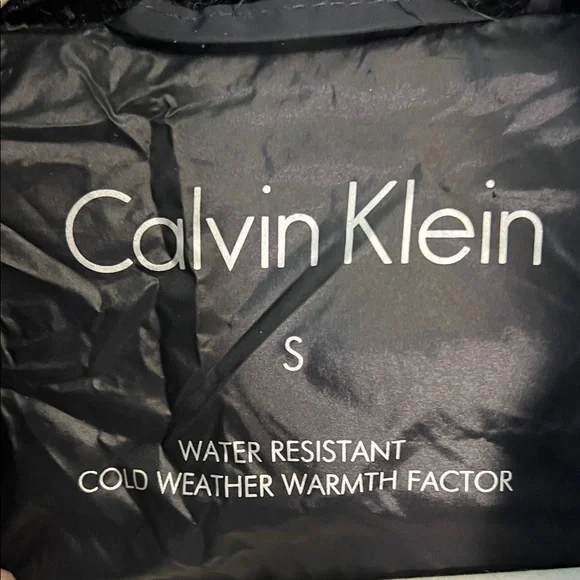 Calvin Klein
S
WATER RESISTANT
COLD WEATHER WARMTH FACTOR